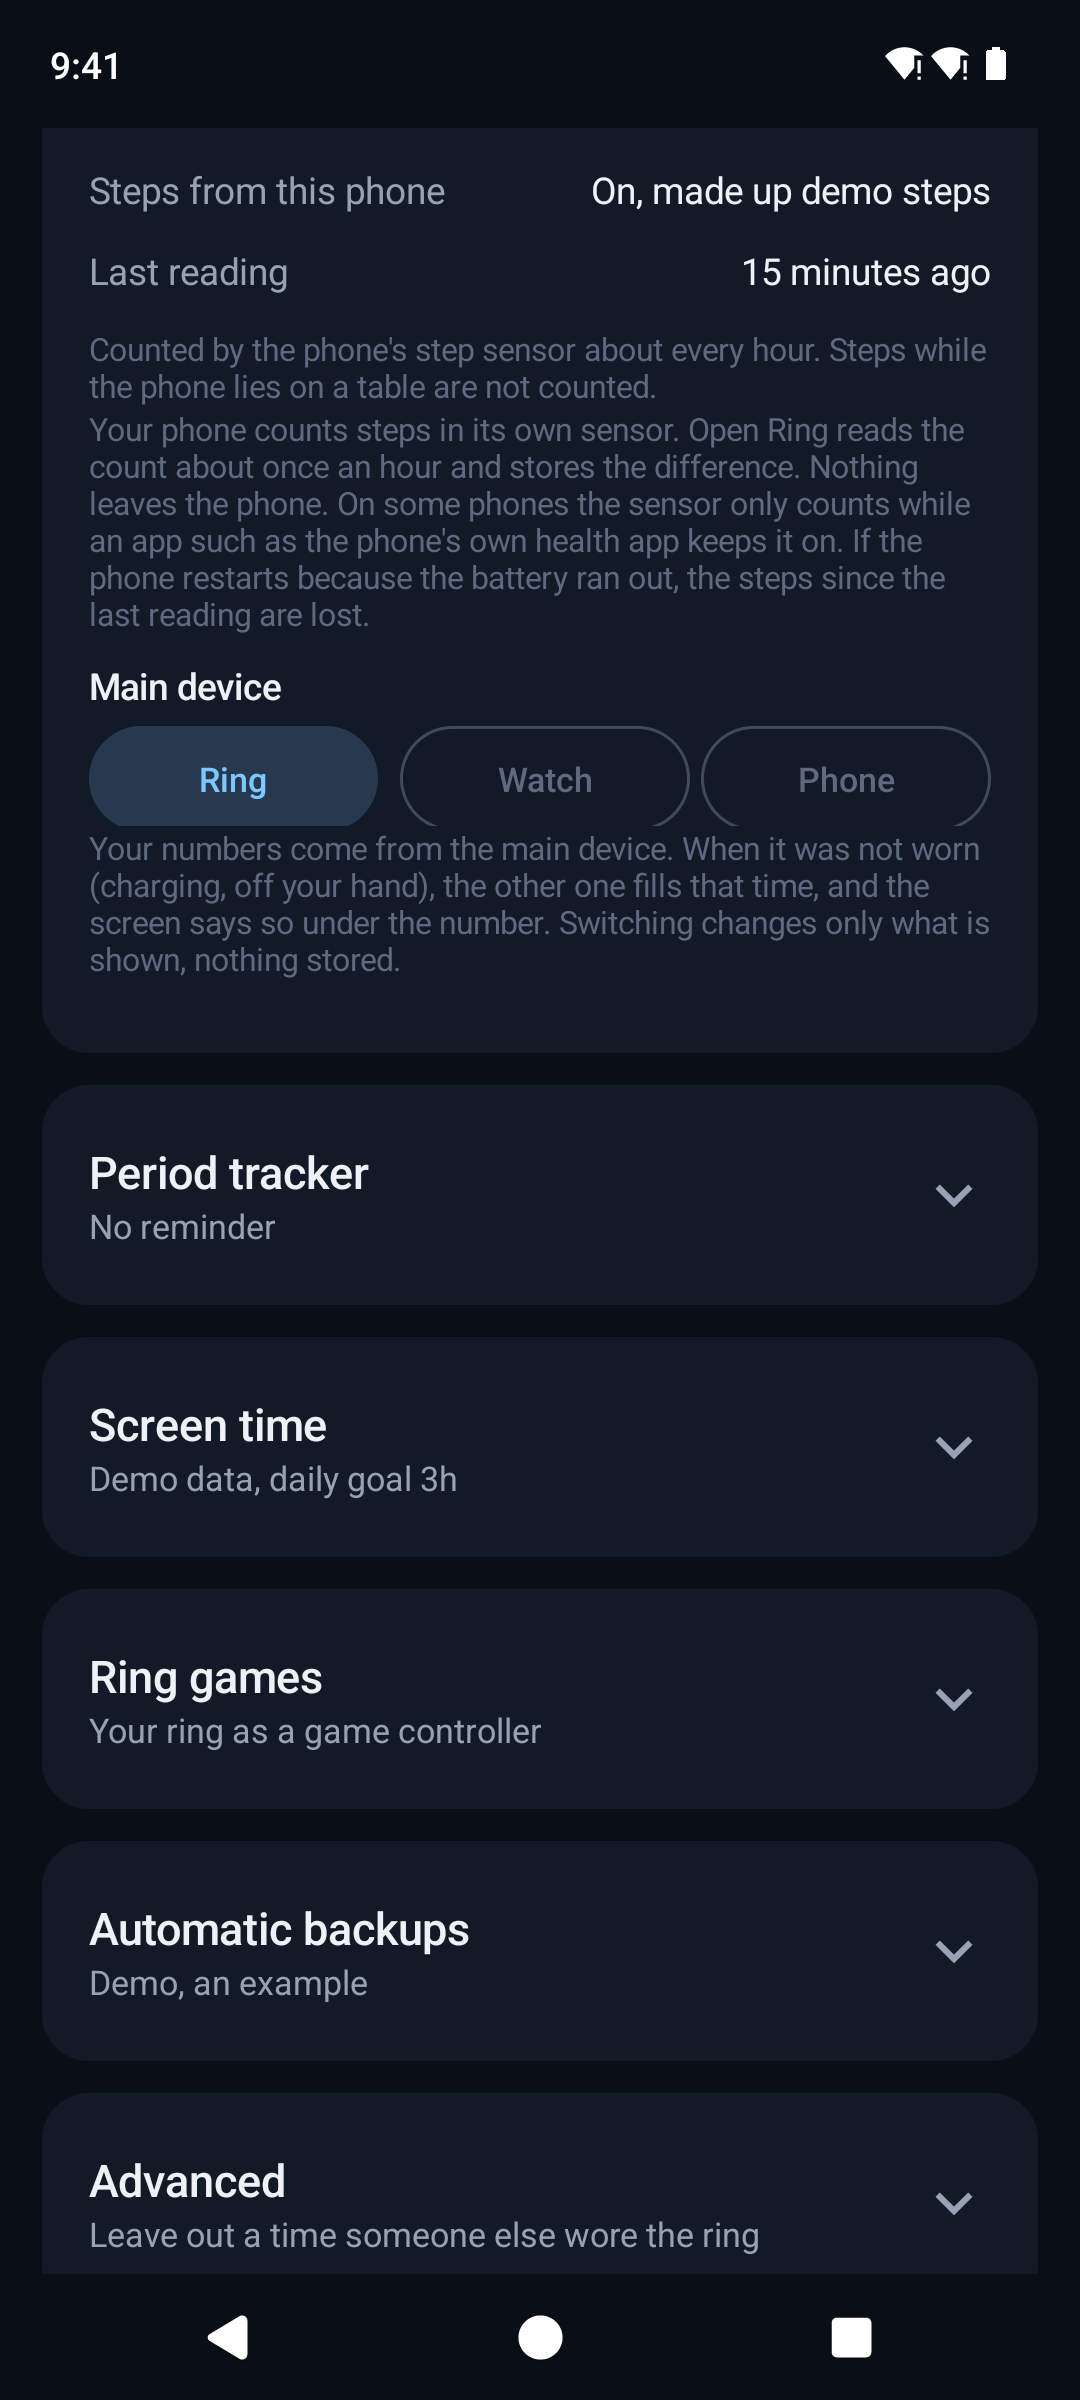 9:41
Steps from this phone On, made up demo steps
Last reading 15 minutes ago
Counted by the phone's step sensor about every hour. Steps while
the phone lies on a table are not counted.
Your phone counts steps in its own sensor. Open Ring reads the
count about once an hour and stores the difference. Nothing
leaves the phone. On some phones the sensor only counts while
an app such as the phone's own health app keeps it on. If the
phone restarts because the battery ran out, the steps since the
last reading are lost.
Main device
Ring Watch Phone
Your numbers come from the main device. When it was not worn
(charging, off your hand), the other one fills that time, and the
screen says so under the number. Switching changes only what is
shown, nothing stored.
Period tracker
No reminder
Screen time
Demo data, daily goal 3h
Ring games
Your ring as a game controller
Automatic backups
Demo, an example
Advanced
Leave out a time someone else wore the ring